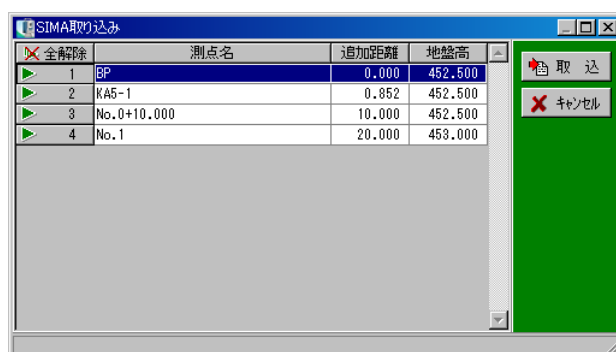 SIMA取り込み
全解除 測点名 追加距離 地盤高
1 BP 0.000 452.500
2 KA5-1 0.852 452.500
3 No.0+10.000 10.000 452.500
4 No.1 20.000 453.000
取 込
キャンセル